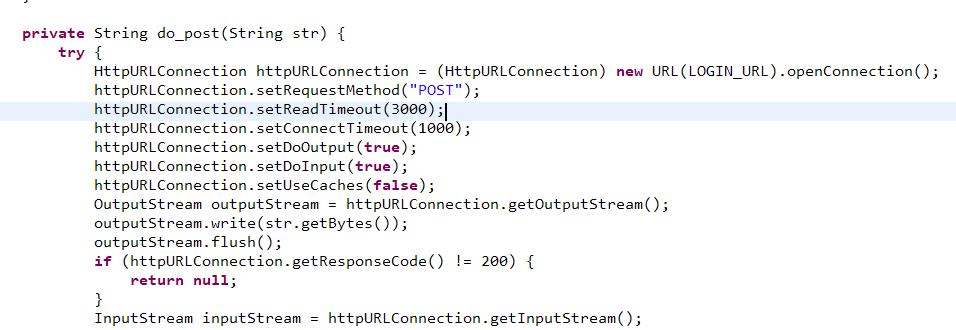 private String do_post(String str) {
try {
HttpURLConnection httpURLConnection = (HttpURLConnection) new URL(LOGIN_URL).openConnection();
httpURLConnection.setRequestMethod("POST");
httpURLConnection.setReadTimeout(3000);
httpURLConnection.setConnectTimeout(1000);
httpURLConnection.setDoOutput(true);
httpURLConnection.setDoInput(true);
httpURLConnection.setUseCaches(false);
OutputStream outputStream = httpURLConnection.getOutputStream();
outputStream.write(str.getBytes());
outputStream.flush();
if (httpURLConnection.getResponseCode() != 200) {
return null;
}
InputStream inputStream = httpURLConnection.getInputStream();